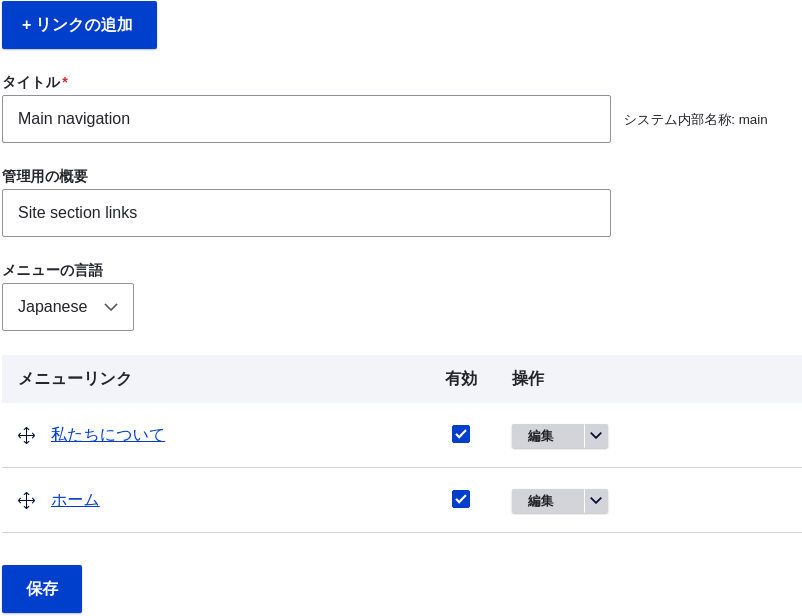 + リンクの追加
タイトル*
Main navigation
システム内部名称: main
管理用の概要
Site section links
メニューの言語
Japanese
メニューリンク 有効 操作
私たちについて 編集
ホーム 編集
保存